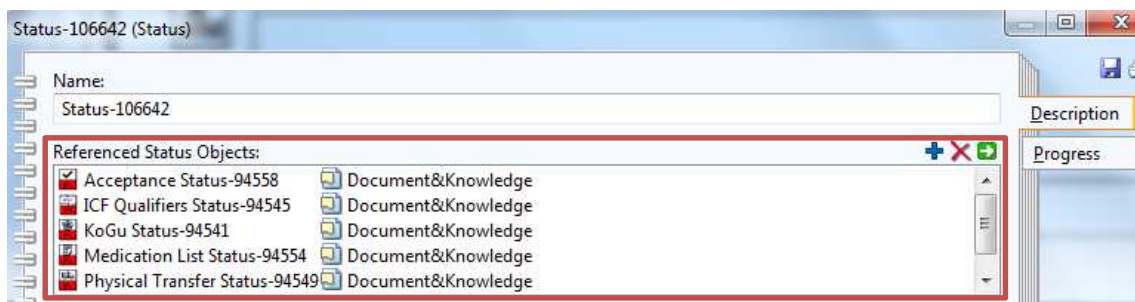 Status-106642 (Status)
Name:
Status-106642
Description
Referenced Status Objects:
Progress
Acceptance Status-94558 Document&Knowledge
ICF Qualifiers Status-94545 Document&Knowledge
KoGu Status-94541 Document&Knowledge
Medication List Status-94554 Document&Knowledge
Physical Transfer Status-94549 Document&Knowledge